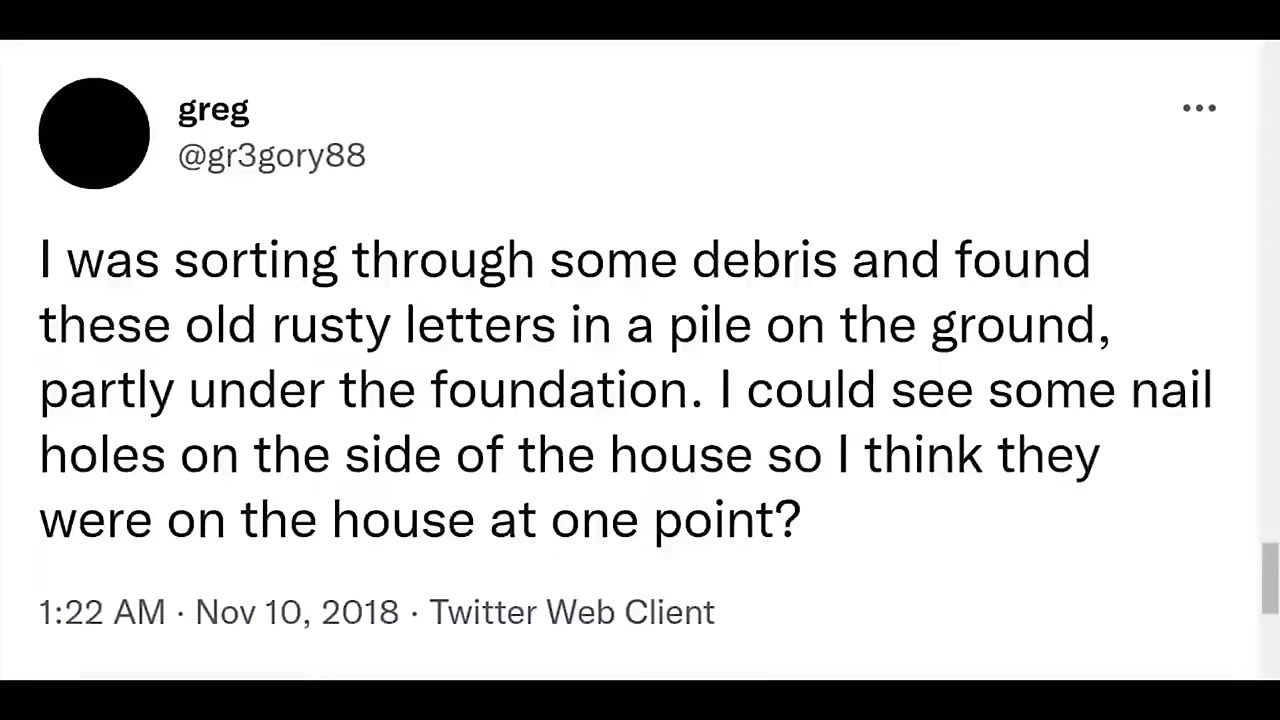 greg
@gr3gory88
I was sorting through some debris and found
these old rusty letters in a pile on the ground,
partly under the foundation. I could see some nail
holes on the side of the house so I think they
were on the house at one point?
1:22 AM · Nov 10, 2018 · Twitter Web Client